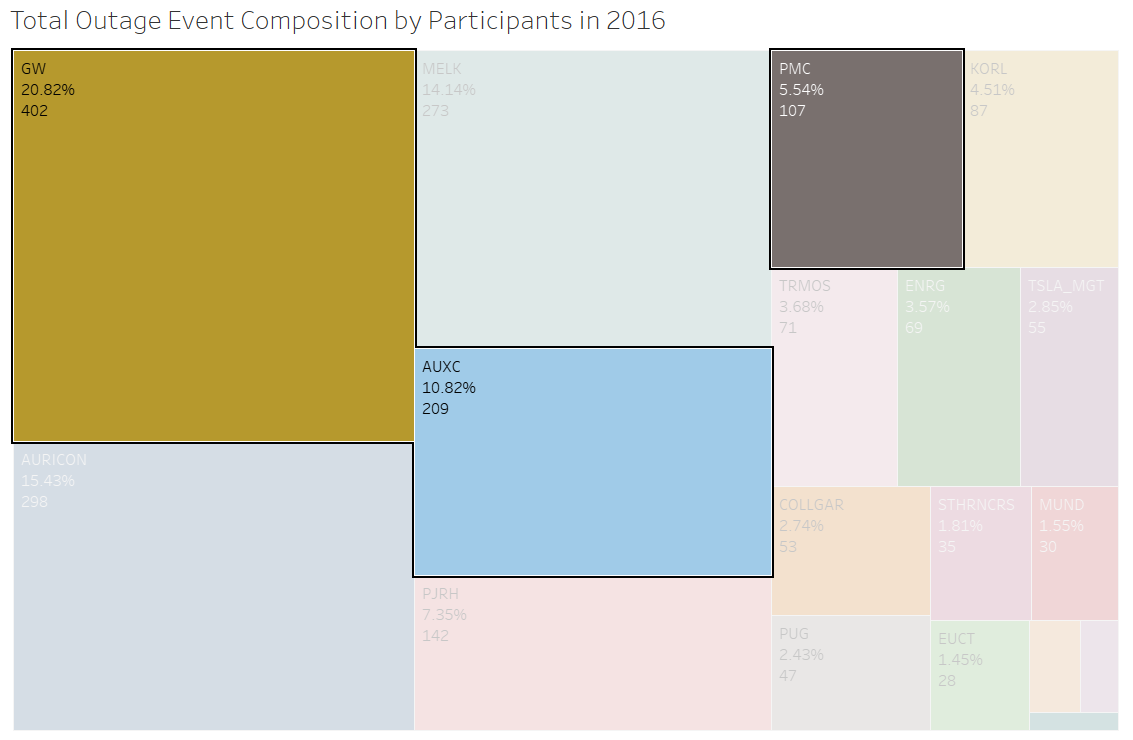 Total Outage Event Composition by Participants in 2016
GW
20.82%
402
MELK
14.14%
273
PMC
5.54%
107
KORL
4.51%
87
TRMOS
3.68%
71
ENRG
3.57%
69
TSLA_MGT
2.85%
55
AUXC
10.82%
209
AURICON
15.43%
298
COLLGAR
2.74%
53
STHRNCRS
1.81%
35
MUND
1.55%
30
PJRH
7.35%
142
PUG
2.43%
47
EUCT
1.45%
28